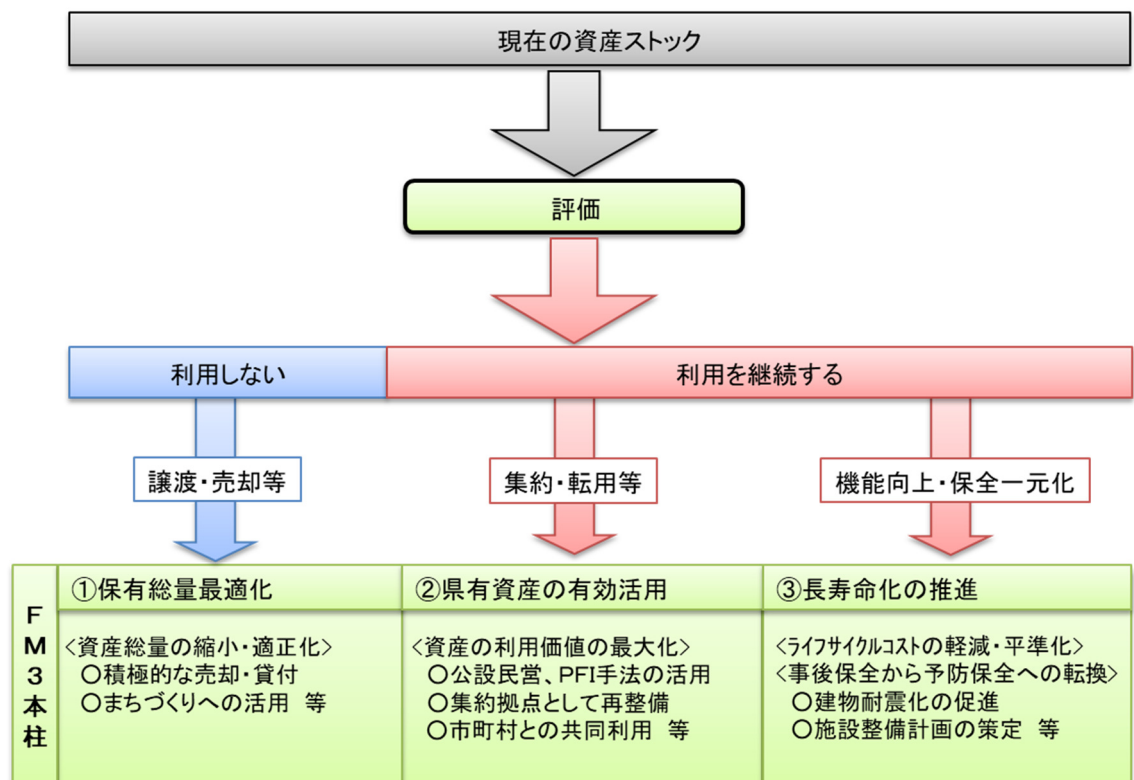 現在の資産ストック
評価
利用しない
利用を継続する
譲渡・売却等
集約・転用等
機能向上・保全一元化
FM3本柱
①保有総量最適化
<資産総量の縮小・適正化>
○積極的な売却・貸付
○まちづくりへの活用 等
②県有資産の有効活用
<資産の利用価値の最大化>
○公設民営、PFI手法の活用
○集約拠点として再整備
○市町村との共同利用 等
③長寿命化の推進
<ライフサイクルコストの軽減・平準化>
<事後保全から予防保全への転換>
○建物耐震化の促進
○施設整備計画の策定 等